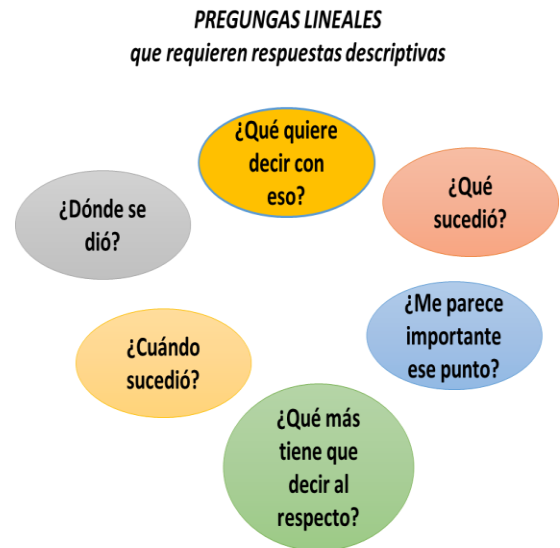 PREGUNGAS LINEALES
que requieren respuestas descriptivas
¿Qué quiere
decir con
eso?
¿Qué
sucedió?
¿Dónde se
dió?
¿Me parece
importante
ese punto?
¿Cuándo
sucedió?
¿Qué más
tiene que
decir al
respecto?